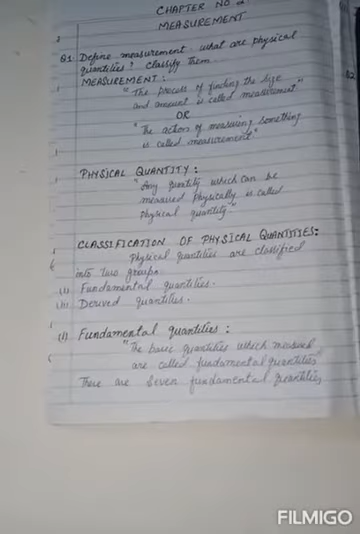 CHAPTER NO 2.
MEASUREMENT
Q1 Define measurement. what are physical
quantities? Classify them.
MEASUREMENT:
"The process of finding the size
and amount is called measurement"
OR
"The action of measuring something
is called measurement"
PHYSICAL QUANTITY:
"Any quantity which can be
measured physically is called
physical quantity"
CLASSIFICATION OF PHYSICAL QUANTITIES:
Physical quantities are classified
into two groups.
(i) Fundamental quantities.
(ii) Derived quantities.
(i) Fundamental quantities:
"The basic quantities which measured
are called fundamental quantities"
There are seven fundamental quantities
FILMIGO